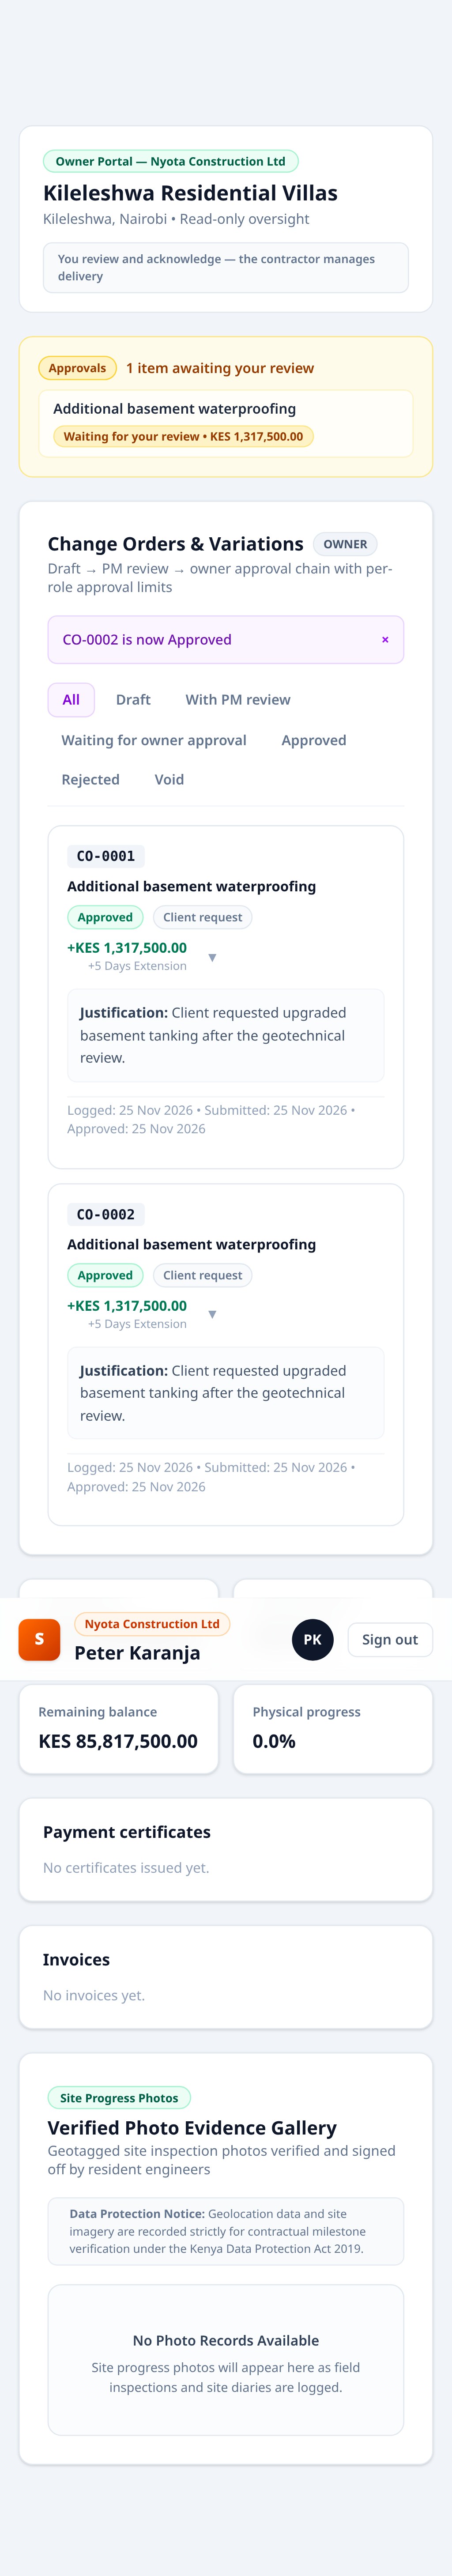 Owner Portal — Nyota Construction Ltd
Kileleshwa Residential Villas
Kileleshwa, Nairobi • Read-only oversight
You review and acknowledge — the contractor manages
delivery
Approvals 1 item awaiting your review
Additional basement waterproofing
Waiting for your review • KES 1,317,500.00
Change Orders & Variations OWNER
Draft → PM review → owner approval chain with per-
role approval limits
CO-0002 is now Approved ×
All Draft With PM review
Waiting for owner approval Approved
Rejected Void
CO-0001
Additional basement waterproofing
Approved Client request
+KES 1,317,500.00 ▼
+5 Days Extension
Justification: Client requested upgraded
basement tanking after the geotechnical
review.
Logged: 25 Nov 2026 • Submitted: 25 Nov 2026 •
Approved: 25 Nov 2026
CO-0002
Additional basement waterproofing
Approved Client request
+KES 1,317,500.00 ▼
+5 Days Extension
Justification: Client requested upgraded
basement tanking after the geotechnical
review.
Logged: 25 Nov 2026 • Submitted: 25 Nov 2026 •
Approved: 25 Nov 2026
S
Nyota Construction Ltd
Peter Karanja
PK
Sign out
Remaining balance
KES 85,817,500.00
Physical progress
0.0%
Payment certificates
No certificates issued yet.
Invoices
No invoices yet.
Site Progress Photos
Verified Photo Evidence Gallery
Geotagged site inspection photos verified and signed
off by resident engineers
Data Protection Notice: Geolocation data and site
imagery are recorded strictly for contractual milestone
verification under the Kenya Data Protection Act 2019.
No Photo Records Available
Site progress photos will appear here as field
inspections and site diaries are logged.